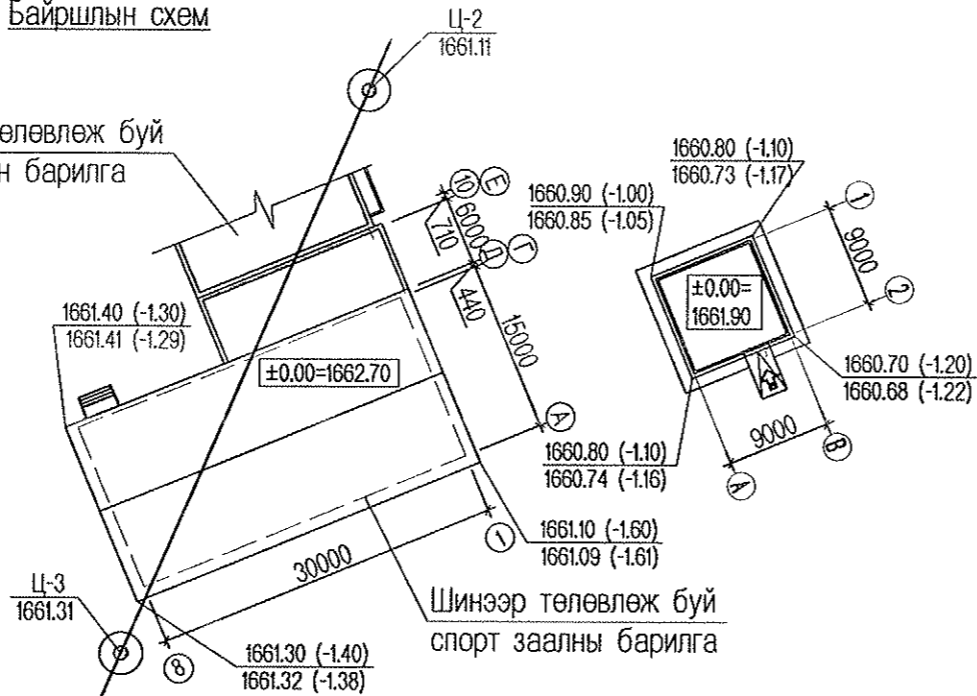 Байршлын схем
Ц-2
1661.11
өлөвлөж буй
н барилга
1660.80 (-1.10)
1660.73 (-1.17)
1660.90 (-1.00)
1660.85 (-1.05)
10
Е
6000
710
Д
Г
440
1
9000
2
±0.00=
1661.90
1661.40 (-1.30)
1661.41 (-1.29)
15000
±0.00=1662.70
1660.70 (-1.20)
1660.68 (-1.22)
А
9000
В
А
1660.80 (-1.10)
1660.74 (-1.16)
1661.10 (-1.60)
1661.09 (-1.61)
1
30000
Ц-3
1661.31
Шинээр төлөвлөж буй
спорт заалны барилга
8
1661.30 (-1.40)
1661.32 (-1.38)